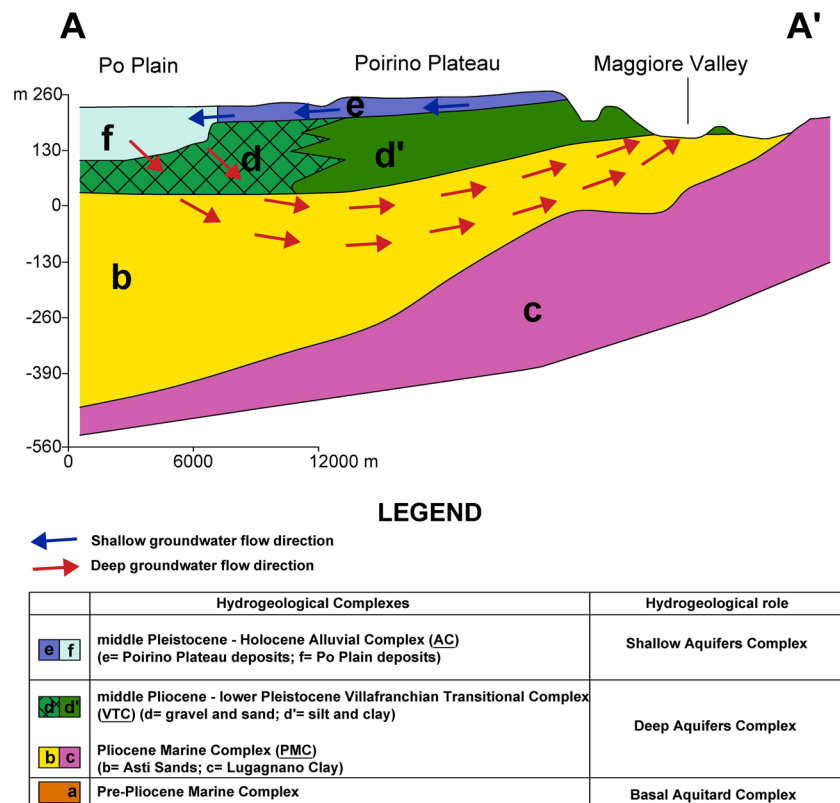 A A'
Po Plain Poirino Plateau Maggiore Valley
m 260
130
0
-130
-260
-390
-560
0 6000 12000 m
e
f
d
d'
b
c
LEGEND
Shallow groundwater flow direction
Deep groundwater flow direction
Hydrogeological Complexes Hydrogeological role
e f middle Pleistocene - Holocene Alluvial Complex (AC) Shallow Aquifers Complex
(e= Poirino Plateau deposits; f= Po Plain deposits)
d d' middle Pliocene - lower Pleistocene Villafranchian Transitional Complex
(VTC) (d= gravel and sand; d'= silt and clay) Deep Aquifers Complex
b c Pliocene Marine Complex (PMC)
(b= Asti Sands; c= Lugagnano Clay)
a Pre-Pliocene Marine Complex Basal Aquitard Complex